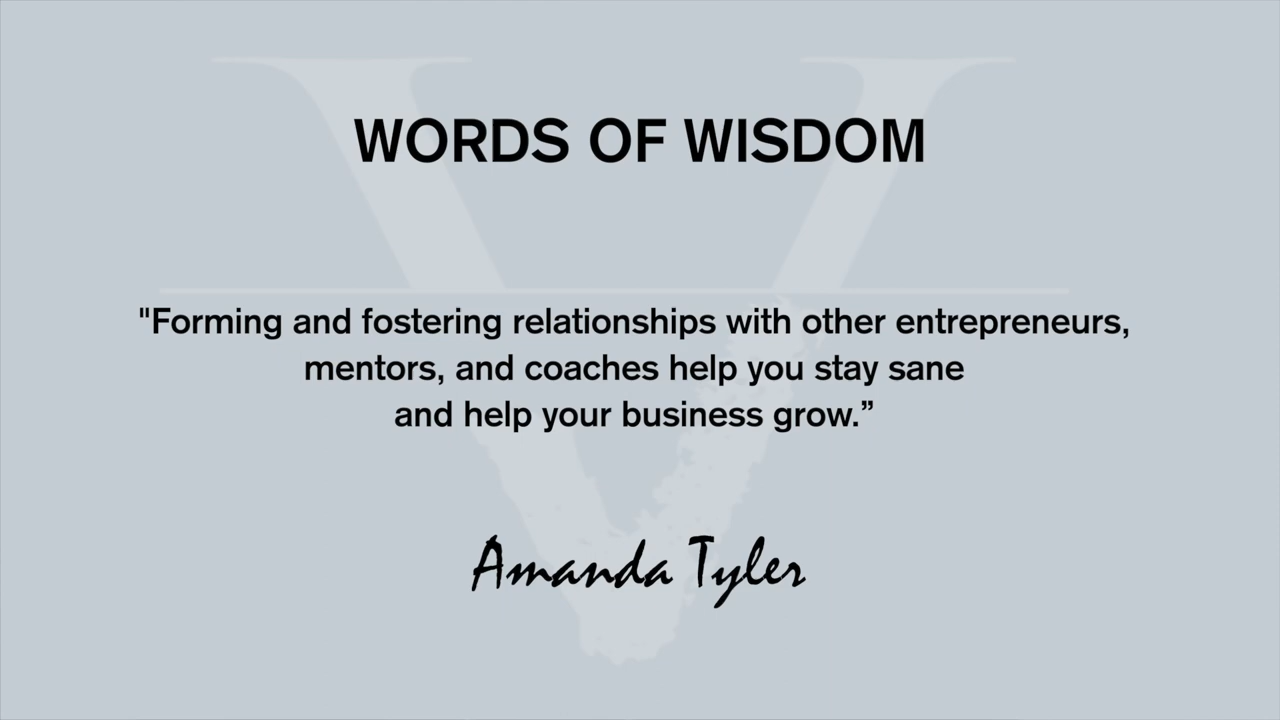 WORDS OF WISDOM
"Forming and fostering relationships with other entrepreneurs,
mentors, and coaches help you stay sane
and help your business grow.”
Amanda Tyler